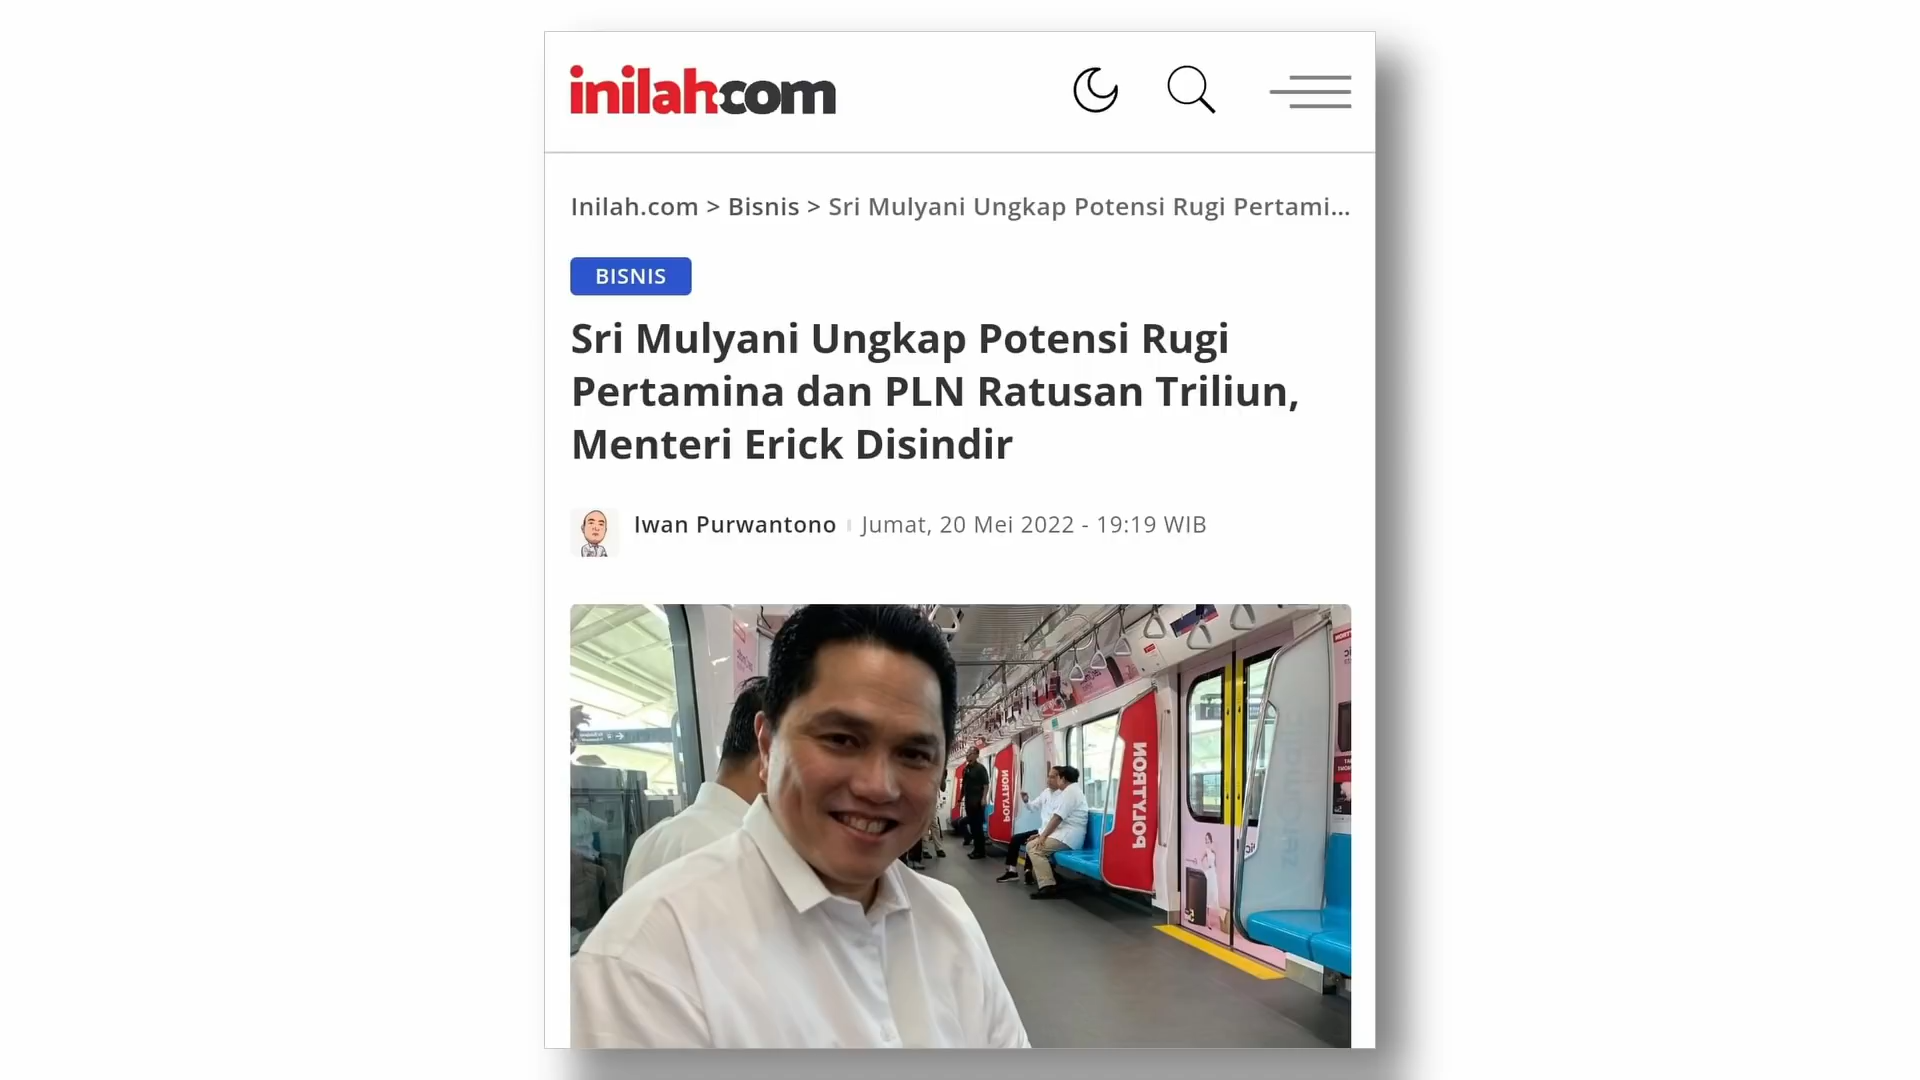 inilah.com
Inilah.com > Bisnis > Sri Mulyani Ungkap Potensi Rugi Pertami...
BISNIS
Sri Mulyani Ungkap Potensi Rugi
Pertamina dan PLN Ratusan Triliun,
Menteri Erick Disindir
Iwan Purwantono Jumat, 20 Mei 2022 - 19:19 WIB
POLYTRON
POLYTRON